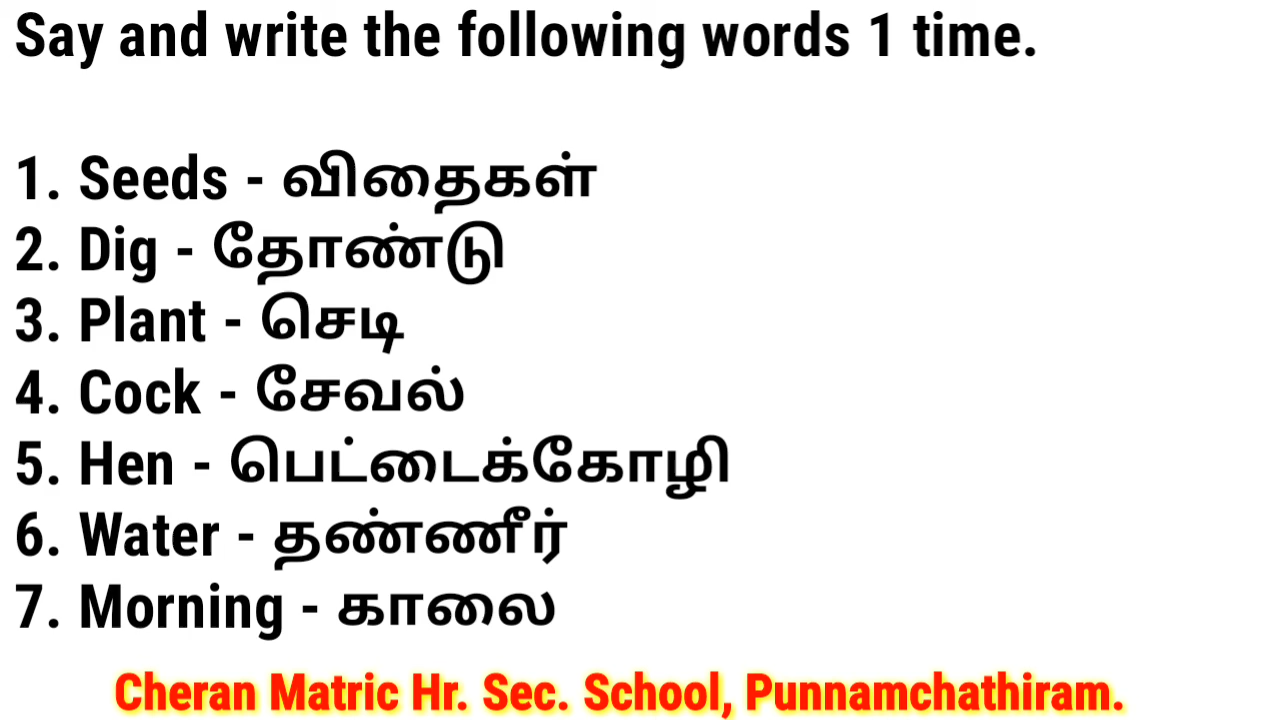 Say and write the following words 1 time.
1. Seeds - விதைகள்
2. Dig - தோண்டு
3. Plant - செடி
4. Cock - சேவல்
5. Hen - பெட்டைக்கோழி
6. Water - தண்ணீர்
7. Morning - காலை
Cheran Matric Hr. Sec. School, Punnamchathiram.